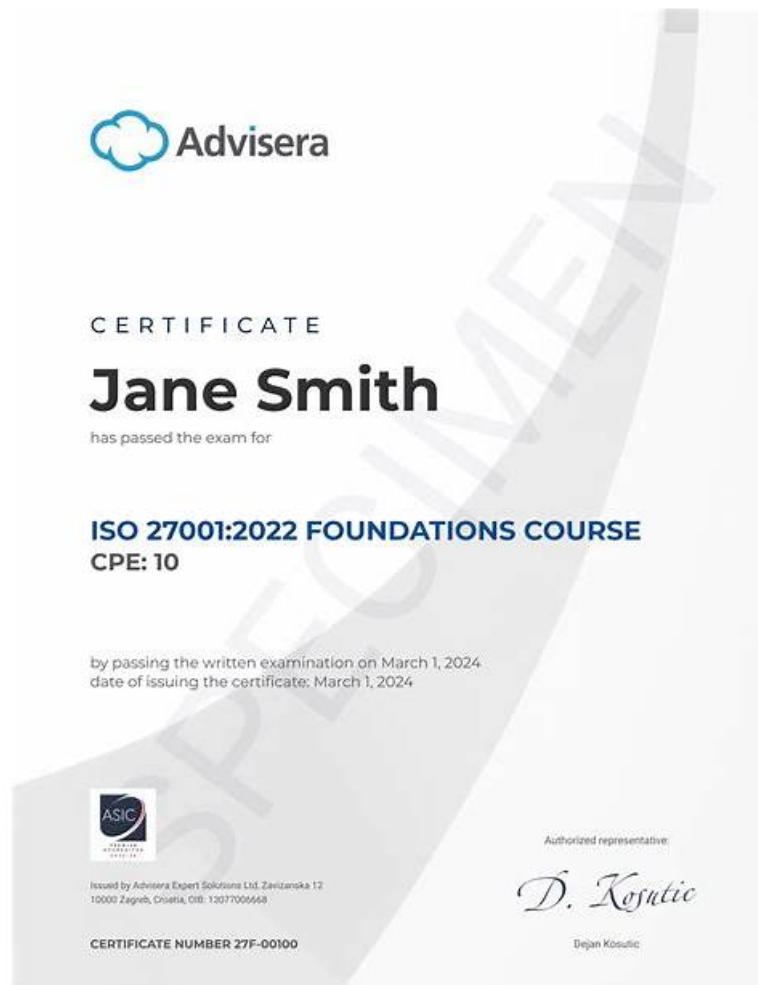 Advisera
CERTIFICATE
Jane Smith
has passed the exam for
ISO 27001:2022 FOUNDATIONS COURSE
CPE: 10
by passing the written examination on March 1, 2024
date of issuing the certificate: March 1, 2024
SPECIMEN
ASIC
PREMIER
ACCREDITED
Authorized representative:
Issued by Advisera Expert Solutions Ltd. Zavizanska 12
10000 Zagreb, Croatia, OIB: 13077006668
D. Kosutic
CERTIFICATE NUMBER 27F-00100
Dejan Kosutic